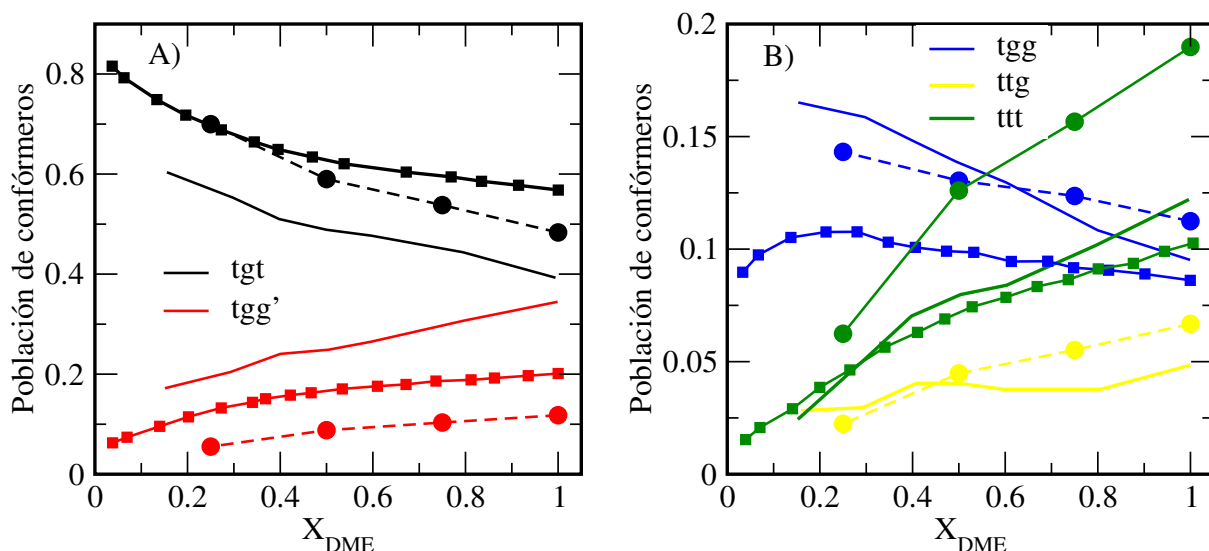 A)
Población de confórmeros
0.8
0.6
0.4
0.2
0
tgt
tgg’
0 0.2 0.4 0.6 0.8 1
X_DME
B)
Población de confórmeros
0.2
0.15
0.1
0.05
0
tgg
ttg
ttt
0 0.2 0.4 0.6 0.8 1
X_DME